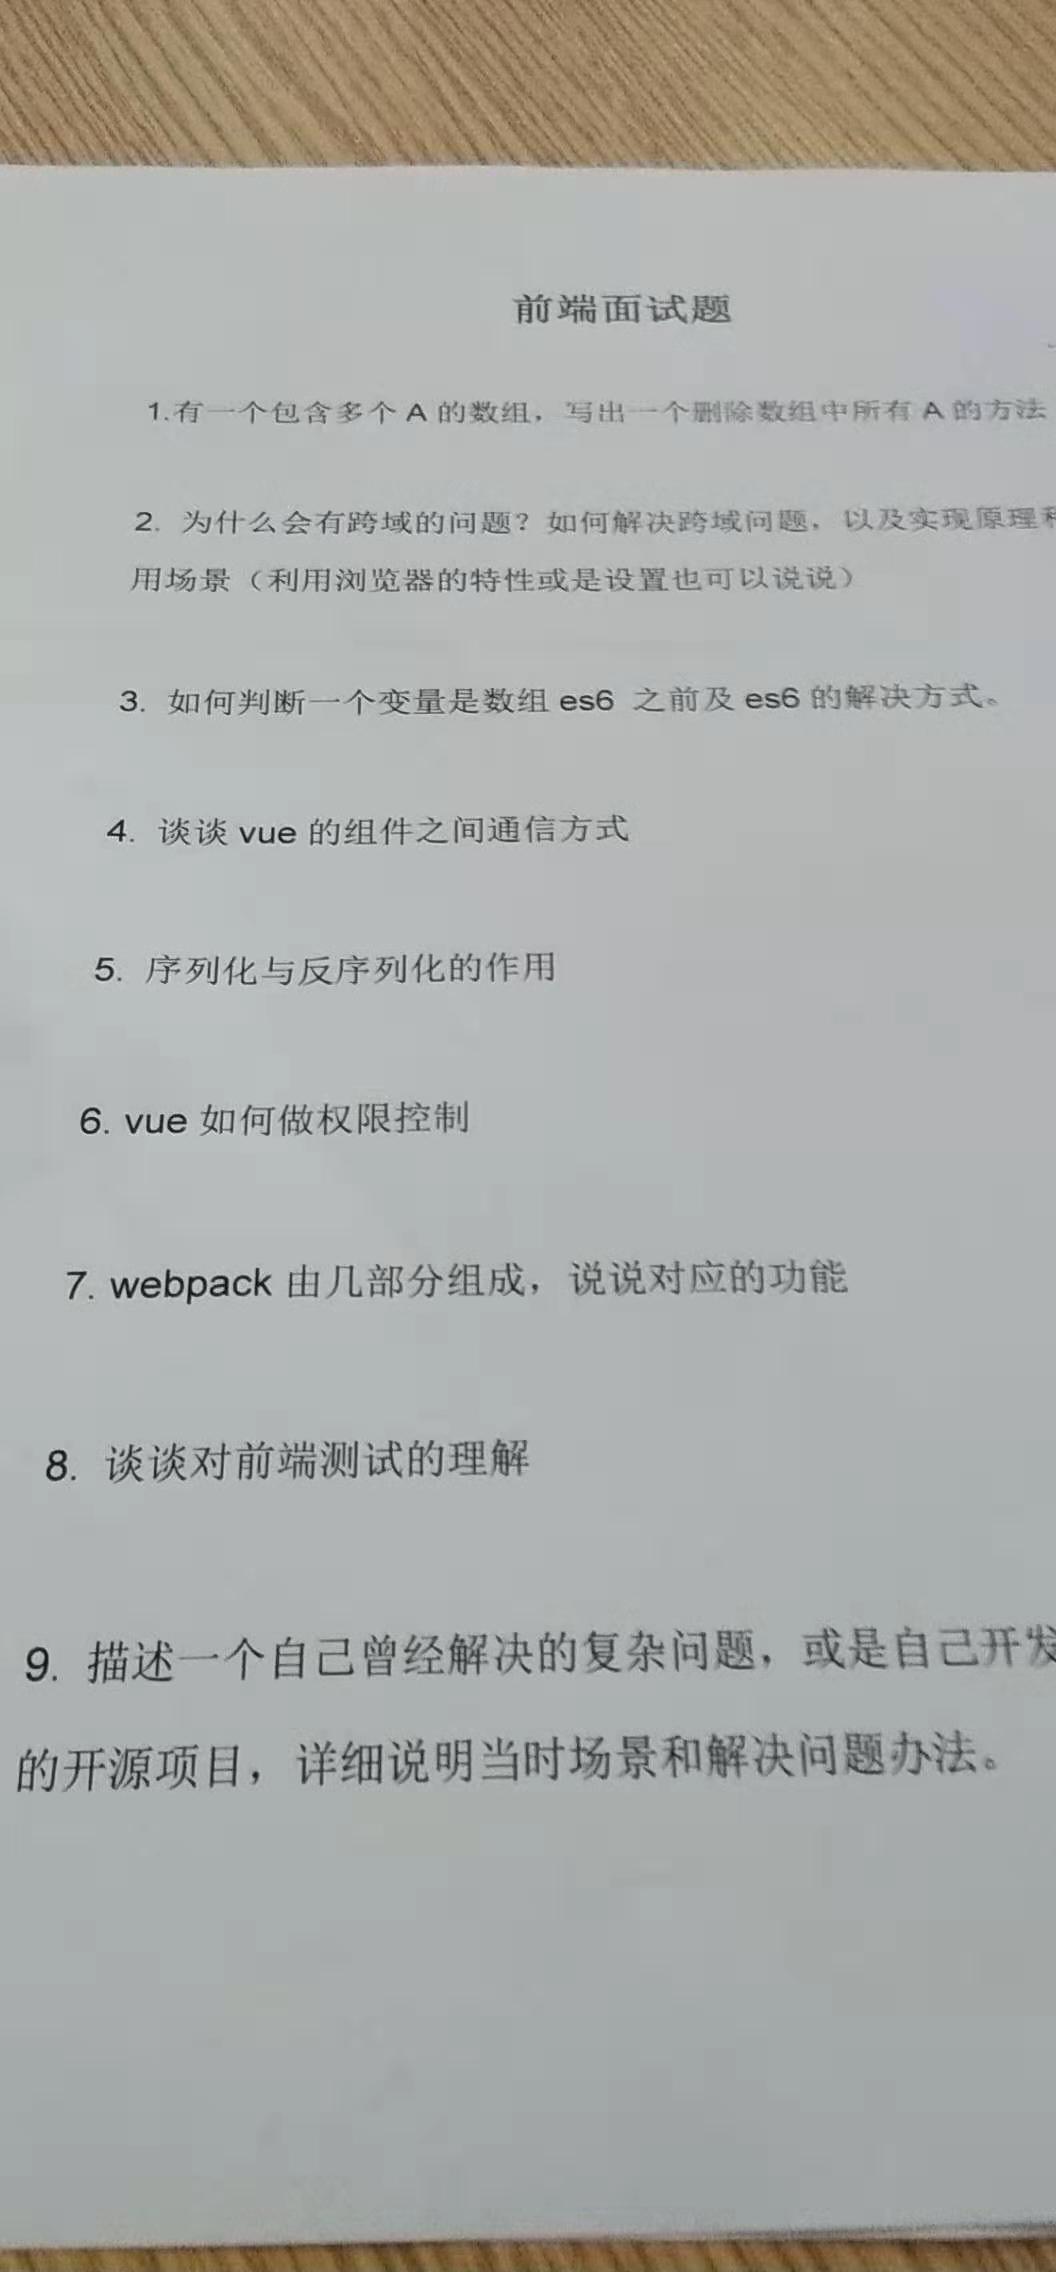 前端面试题
1.有一个包含多个 A 的数组，写出一个删除数组中所有 A 的方法
2. 为什么会有跨域的问题？如何解决跨域问题，以及实现原理和
用场景（利用浏览器的特性或是设置也可以说说）
3. 如何判断一个变量是数组 es6 之前及 es6 的解决方式。
4. 谈谈 vue 的组件之间通信方式
5. 序列化与反序列化的作用
6. vue 如何做权限控制
7. webpack 由几部分组成，说说对应的功能
8. 谈谈对前端测试的理解
9. 描述一个自己曾经解决的复杂问题，或是自己开发
的开源项目，详细说明当时场景和解决问题办法。